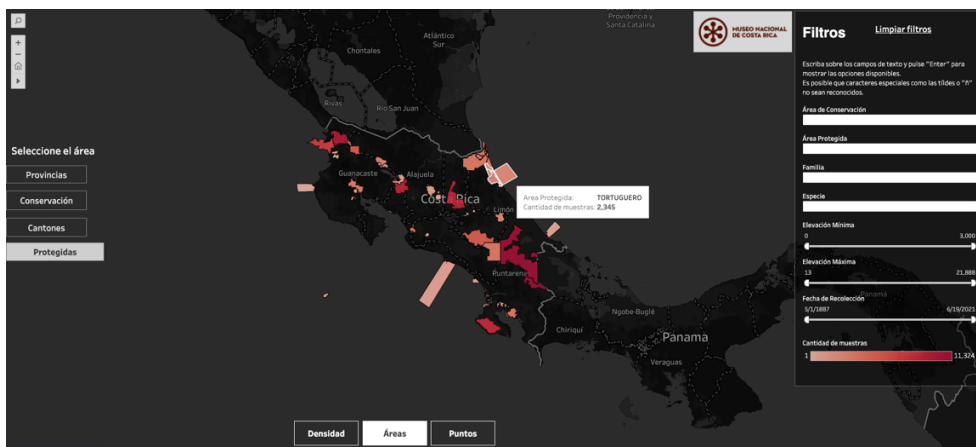 Providencia y
Santa Catalina
MUSEO NACIONAL
DE COSTA RICA
Filtros
Limpiar filtros
Escriba sobre los campos de texto y pulse "Enter" para
mostrar las opciones disponibles.
Es posible que caracteres especiales como las tildes o "ñ"
no sean reconocidos.
Área de Conservación
Área Protegida
Familia
Especie
Elevación Mínima
0
3,000
Elevación Máxima
13
21,888
Fecha de Recolección
5/1/1887
6/19/2021
Cantidad de muestras
1
11,324
Seleccione el área
Provincias
Conservación
Cantones
Protegidas
Atlántico
Sur
Chontales
Rivas
Río San Juan
Guanacaste
Alajuela
Costa Rica
Limón
Area Protegida: TORTUGUERO
Cantidad de muestras: 2,345
Puntarenas
Chiriquí
Ngobe-Buglé
Panama
Veraguas
Panamá
Densidad
Áreas
Puntos